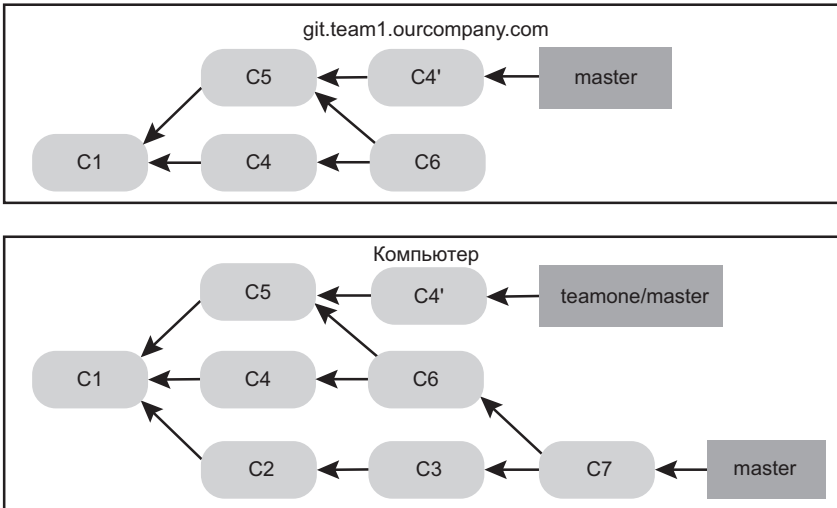 git.team1.ourcompany.com
C5
C4'
master
C1
C4
C6
Компьютер
C5
C4'
teamone/master
C1
C4
C6
C2
C3
C7
master